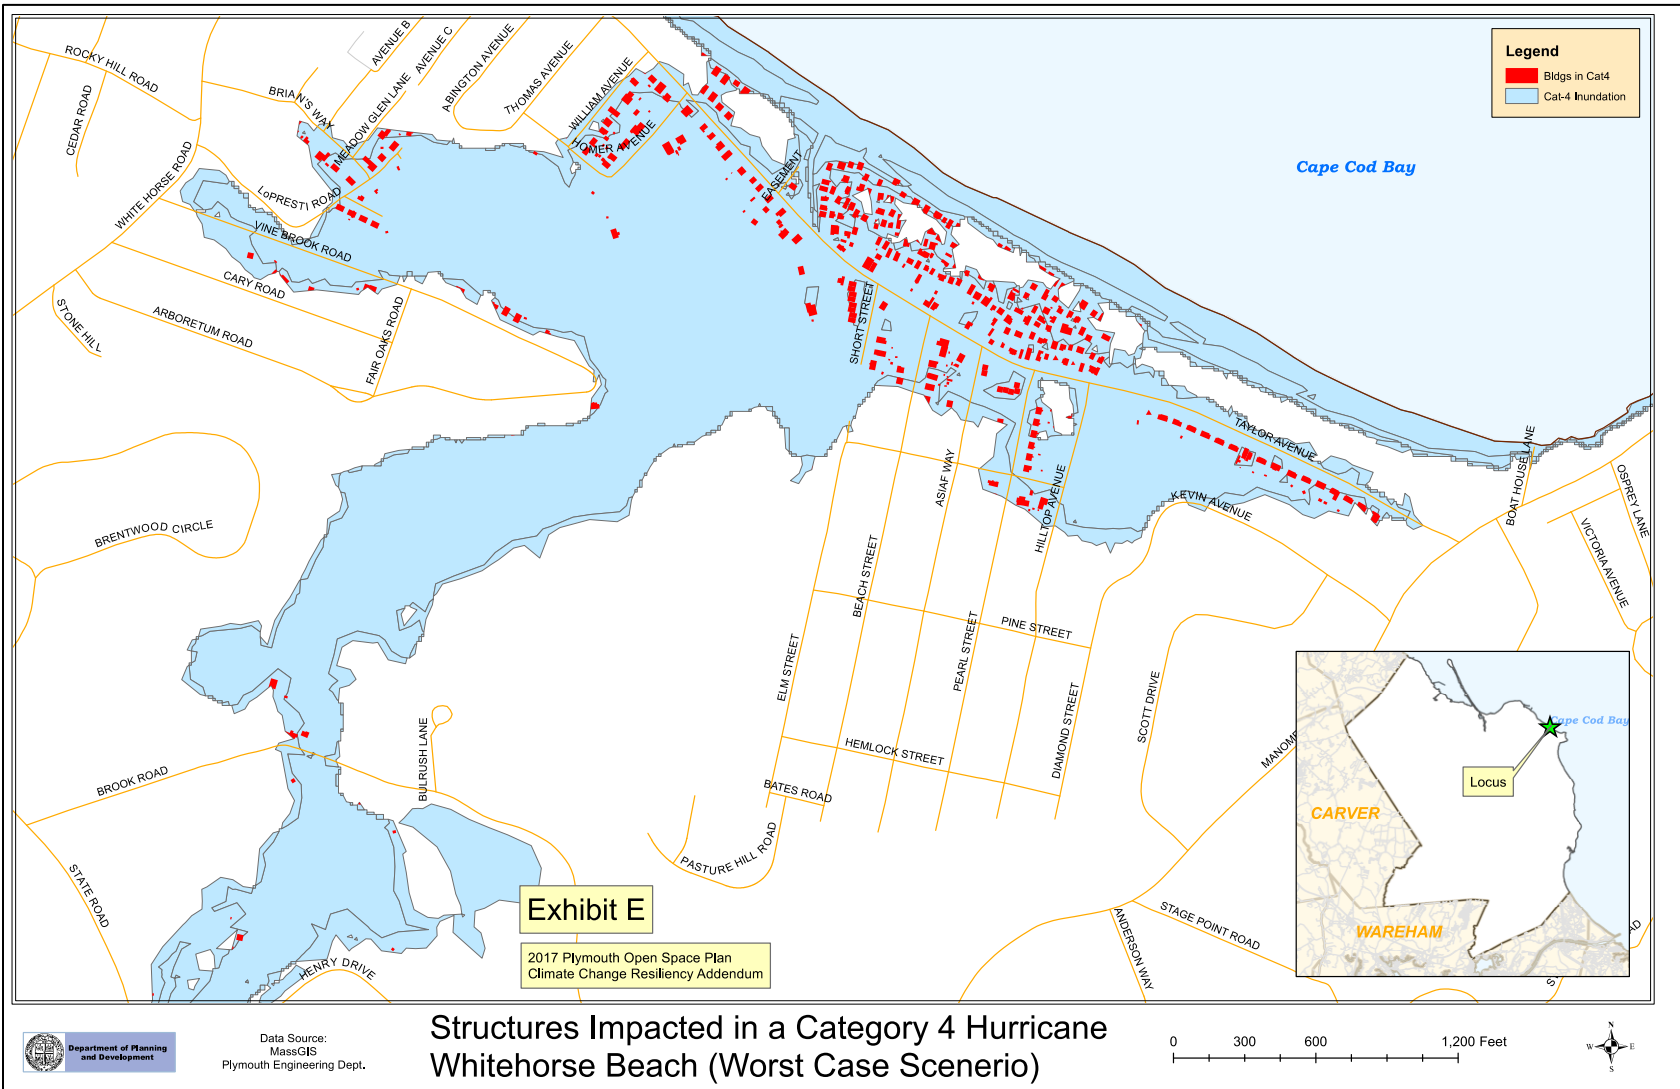 Legend
Bldgs in Cat4
Cat-4 Inundation
Cape Cod Bay
ROCKY HILL ROAD
CEDAR ROAD
BRIAN'S WAY
AVENUE B
AVENUE C
MEADOW GLEN LANE
ABINGTON AVENUE
THOMAS AVENUE
WILLIAM AVENUE
HOMER AVENUE
EASEMENT
WHITE HORSE ROAD
LoPRESTI ROAD
VINE BROOK ROAD
CARY ROAD
STONE HILL
ARBORETUM ROAD
FAIR OAKS ROAD
SHORT STREET
TAYLOR AVENUE
BOAT HOUSE LANE
OSPREY LANE
VICTORIA AVENUE
KEVIN AVENUE
HILLTOP AVENUE
ASIAF WAY
BRENTWOOD CIRCLE
BEACH STREET
PINE STREET
PEARL STREET
ELM STREET
DIAMOND STREET
SCOTT DRIVE
HEMLOCK STREET
BATES ROAD
BULRUSH LANE
BROOK ROAD
PASTURE HILL ROAD
STATE ROAD
HENRY DRIVE
ANDERSON WAY
STAGE POINT ROAD
MANOM
Cape Cod Bay
Locus
CARVER
WAREHAM
Exhibit E
2017 Plymouth Open Space Plan
Climate Change Resiliency Addendum
Department of Planning
and Development
Data Source:
MassGIS
Plymouth Engineering Dept.
Structures Impacted in a Category 4 Hurricane
Whitehorse Beach (Worst Case Scenerio)
0 300 600 1,200 Feet
N
W E
S